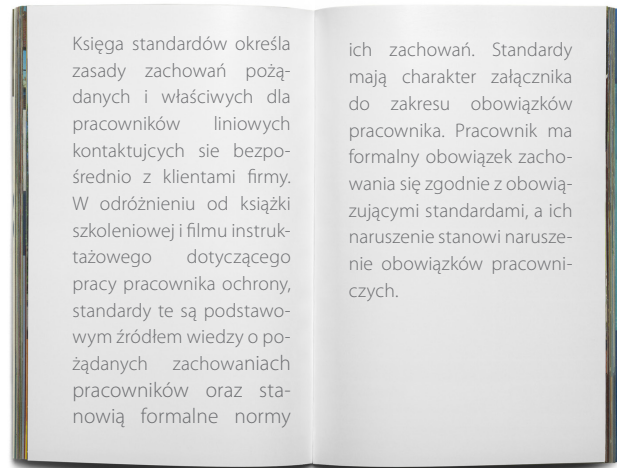 Księga standardów określa
zasady zachowań pożą-
danych i właściwych dla
pracowników liniowych
kontaktujcych sie bezpo-
średnio z klientami firmy.
W odróżnieniu od książki
szkoleniowej i filmu instruk-
tażowego dotyczącego
pracy pracownika ochrony,
standardy te są podstawo-
wym źródłem wiedzy o po-
żądanych zachowaniach
pracowników oraz sta-
nowią formalne normy
ich zachowań. Standardy
mają charakter załącznika
do zakresu obowiązków
pracownika. Pracownik ma
formalny obowiązek zacho-
wania się zgodnie z obowią-
zującymi standardami, a ich
naruszenie stanowi narusze-
nie obowiązków pracowni-
czych.